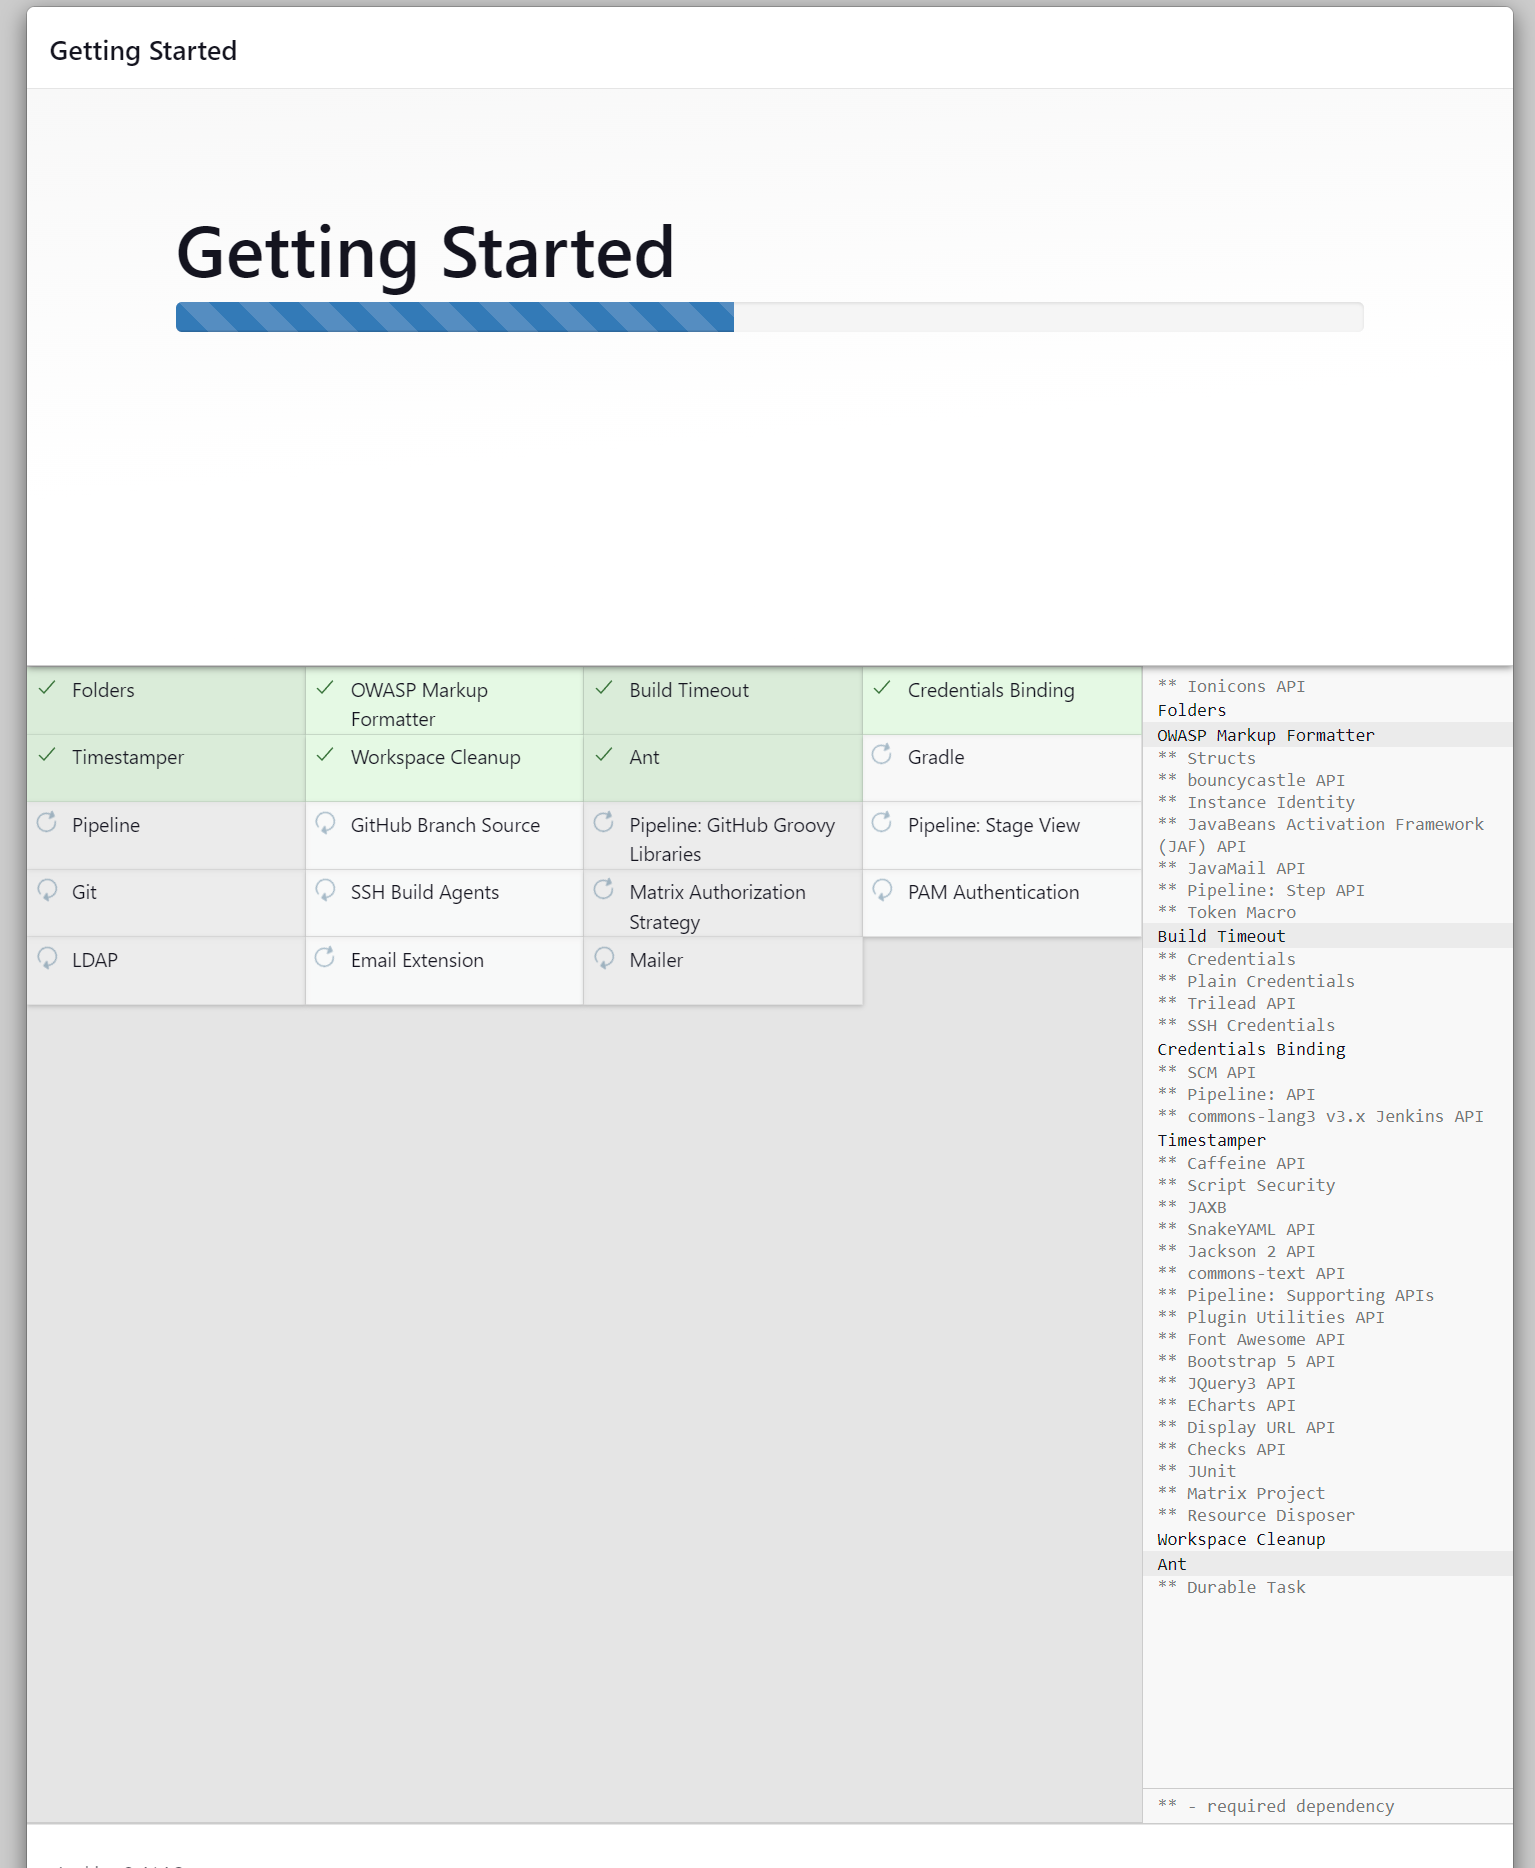 Getting Started
Getting Started
Folders
OWASP Markup
Formatter
Build Timeout
Credentials Binding
Timestamper
Workspace Cleanup
Ant
Gradle
Pipeline
GitHub Branch Source
Pipeline: GitHub Groovy
Libraries
Pipeline: Stage View
Git
SSH Build Agents
Matrix Authorization
Strategy
PAM Authentication
LDAP
Email Extension
Mailer
** Ionicons API
Folders
OWASP Markup Formatter
** Structs
** bouncycastle API
** Instance Identity
** JavaBeans Activation Framework
(JAF) API
** JavaMail API
** Pipeline: Step API
** Token Macro
Build Timeout
** Credentials
** Plain Credentials
** Trilead API
** SSH Credentials
Credentials Binding
** SCM API
** Pipeline: API
** commons-lang3 v3.x Jenkins API
Timestamper
** Caffeine API
** Script Security
** JAXB
** SnakeYAML API
** Jackson 2 API
** commons-text API
** Pipeline: Supporting APIs
** Plugin Utilities API
** Font Awesome API
** Bootstrap 5 API
** JQuery3 API
** ECharts API
** Display URL API
** Checks API
** JUnit
** Matrix Project
** Resource Disposer
Workspace Cleanup
Ant
** Durable Task
** - required dependency